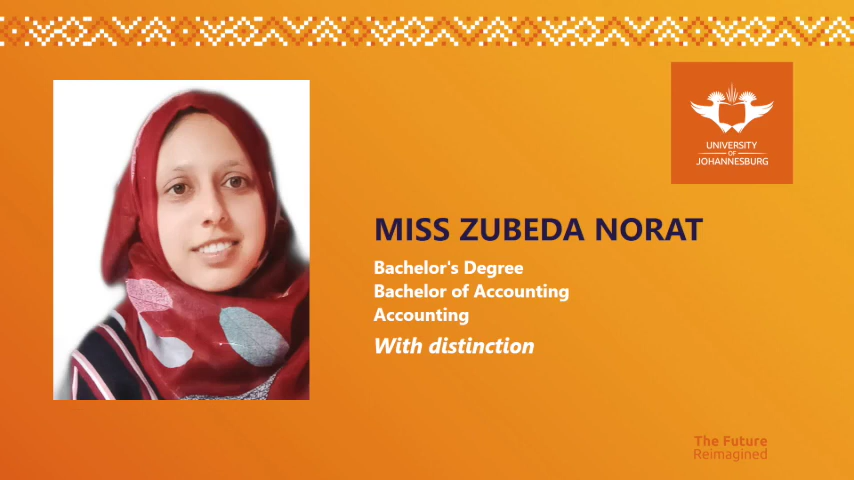 UNIVERSITY
OF
JOHANNESBURG
MISS ZUBEDA NORAT
Bachelor's Degree
Bachelor of Accounting
Accounting
With distinction
The Future
Reimagined